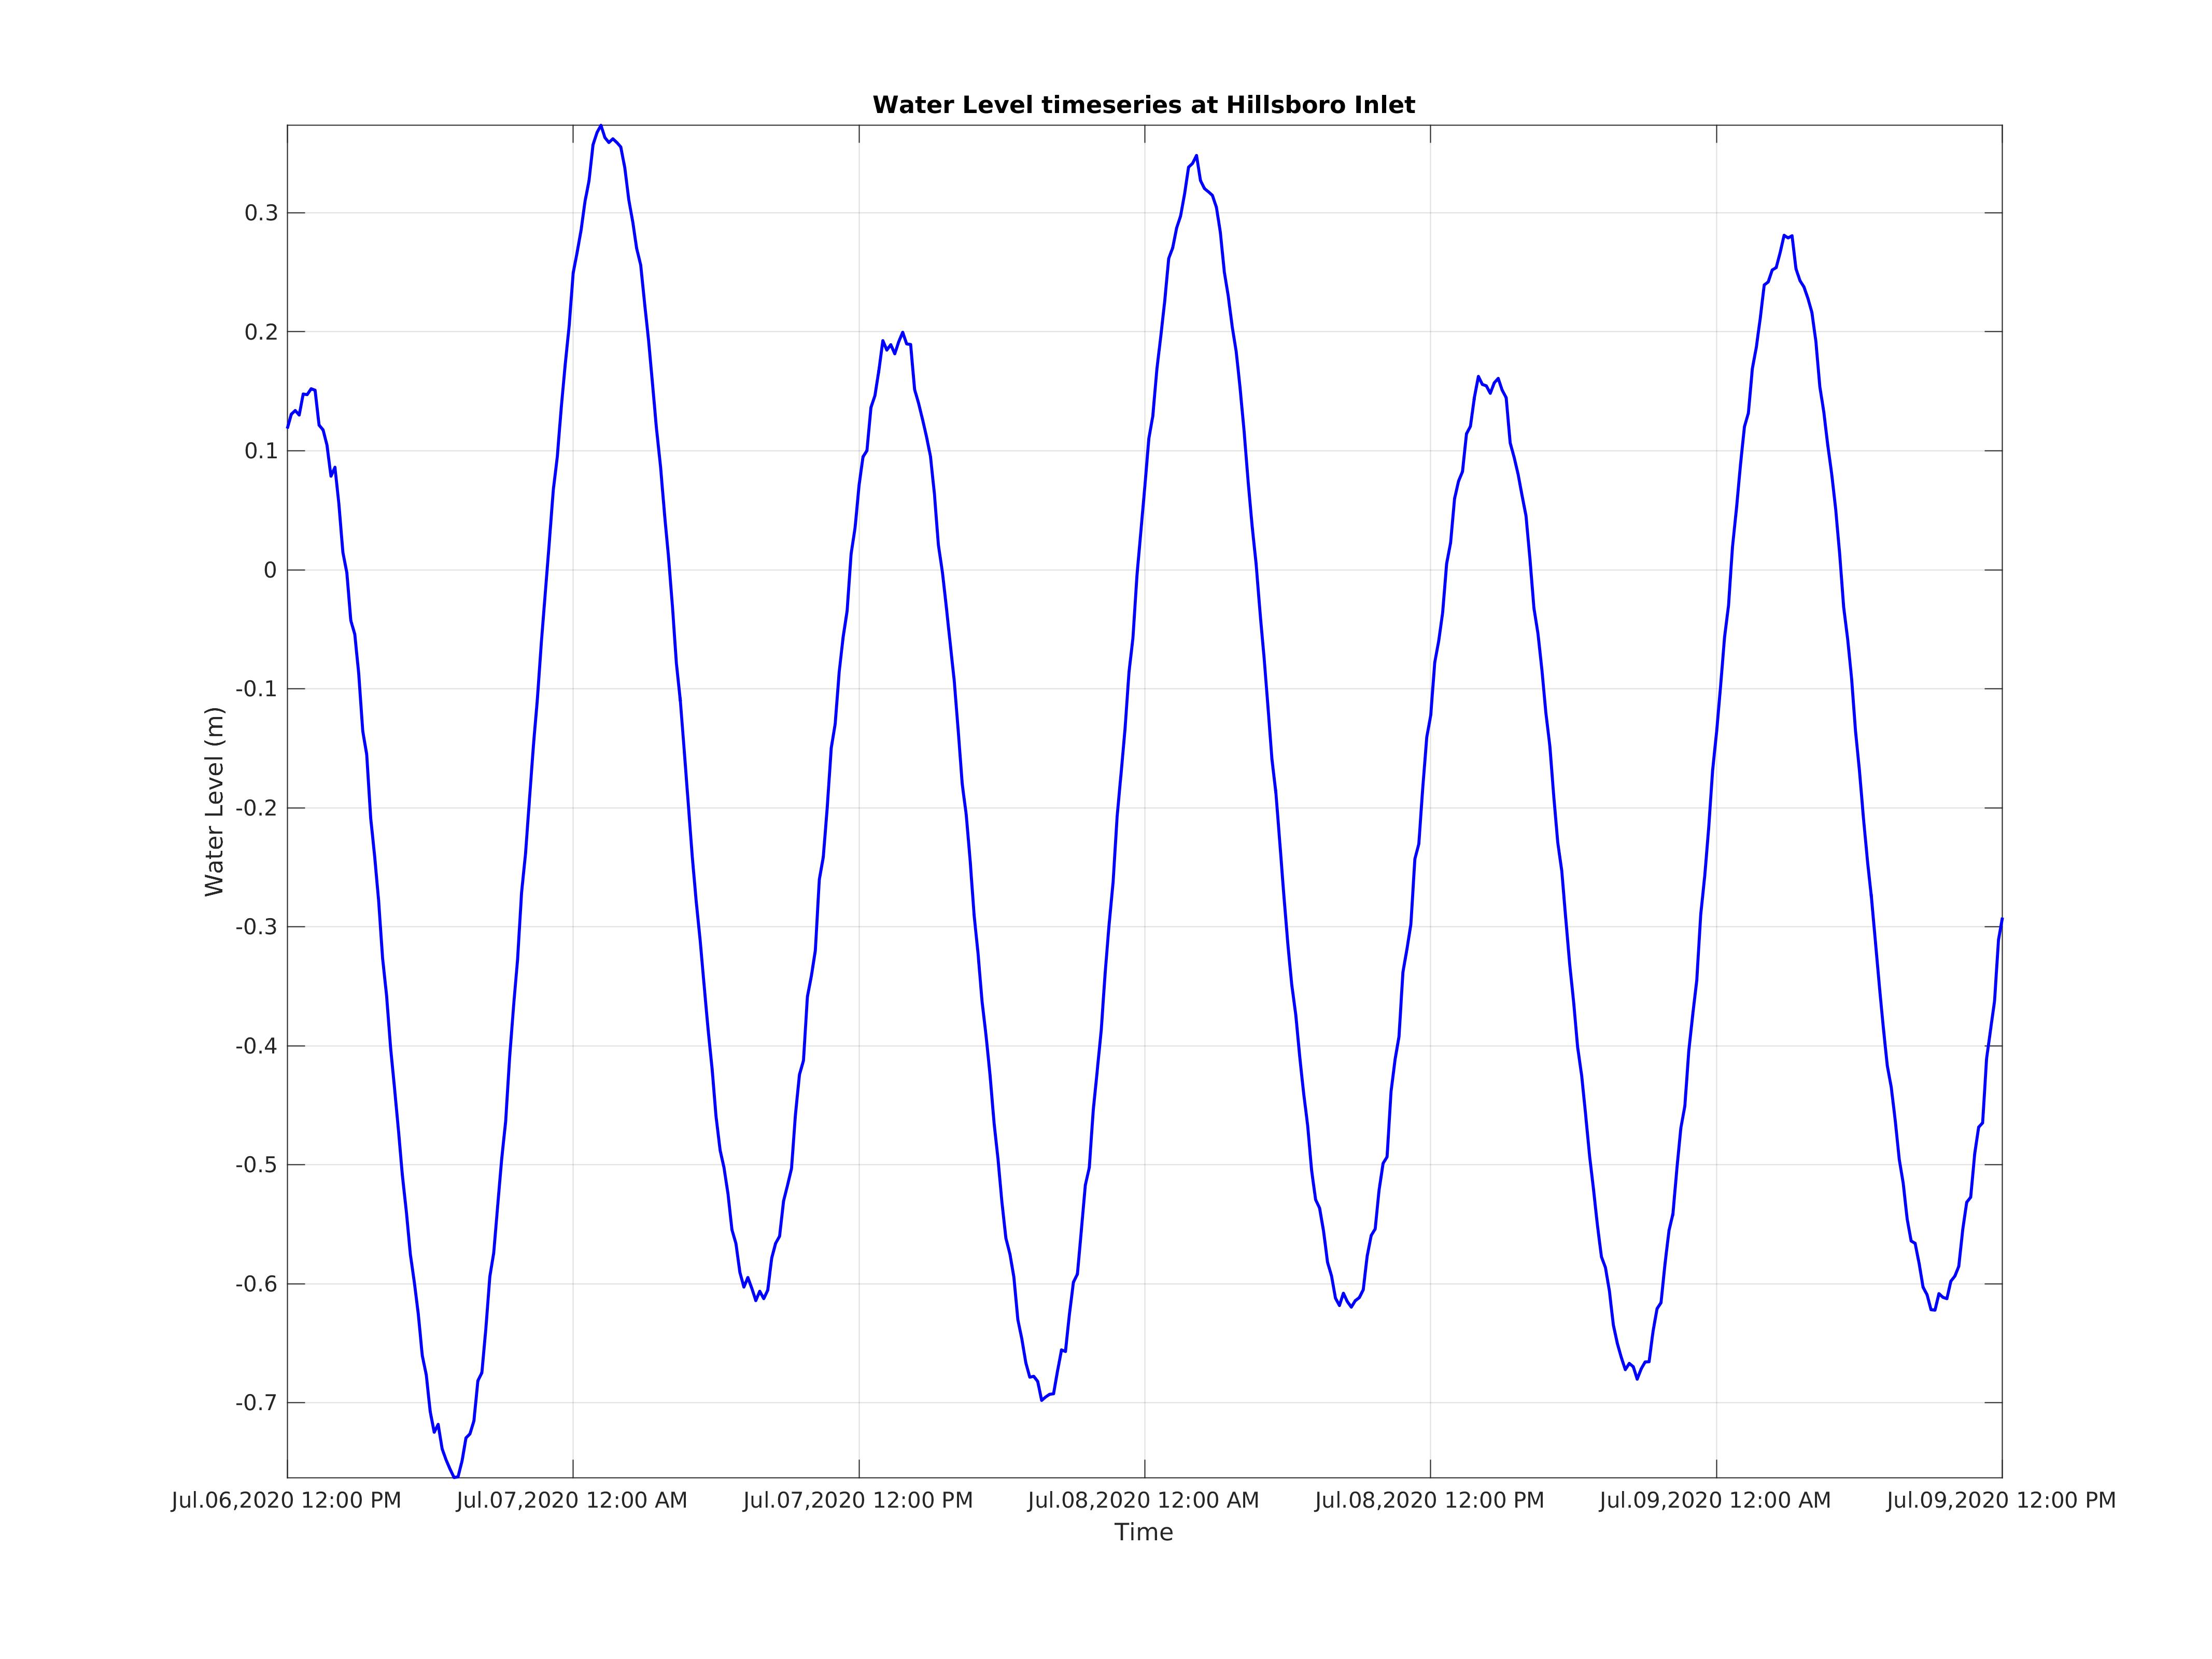 Water Level timeseries at Hillsboro Inlet
0.3
0.2
0.1
0
-0.1
-0.2
-0.3
-0.4
-0.5
-0.6
-0.7
Water Level (m)
Jul.06,2020 12:00 PM
Jul.07,2020 12:00 AM
Jul.07,2020 12:00 PM
Jul.08,2020 12:00 AM
Jul.08,2020 12:00 PM
Jul.09,2020 12:00 AM
Jul.09,2020 12:00 PM
Time